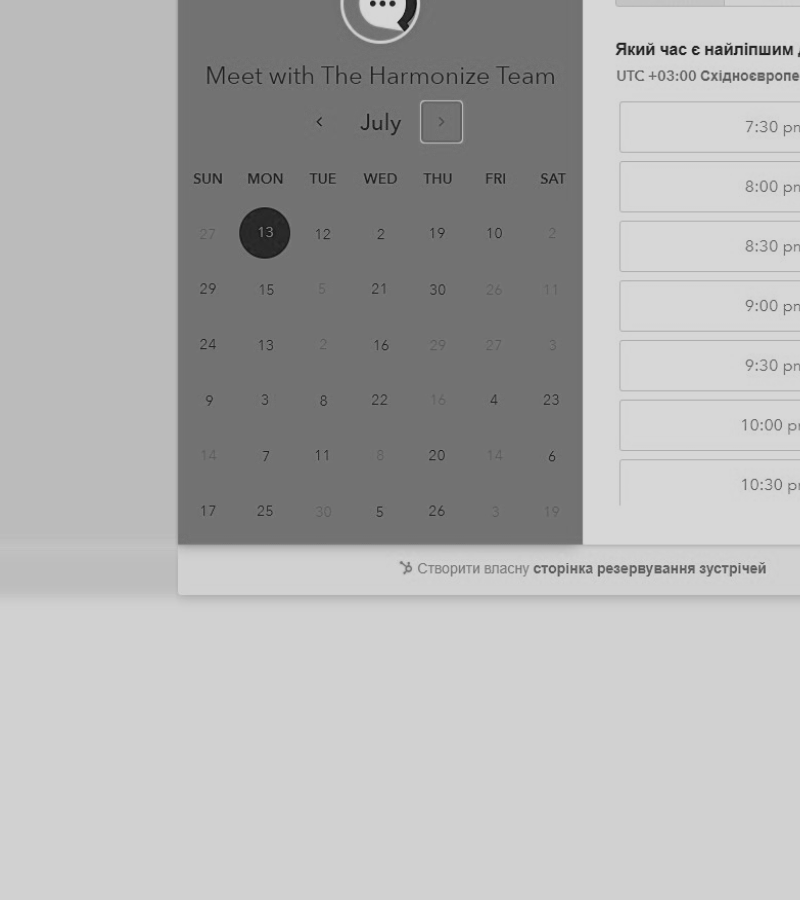 Meet with The Harmonize Team
July
SUN MON TUE WED THU FRI SAT
27 13 12 2 19 10 2
29 15 5 21 30 26 11
24 13 2 16 29 27 3
9 3 8 22 16 4 23
14 7 11 8 20 14 6
17 25 30 5 26 3 19
Створити власну сторінка резервування зустрічей
Який час є найліпшим
UTC +03:00
7:30 pm
8:00 pm
8:30 pm
9:00 pm
9:30 pm
10:00 pm
10:30 pm